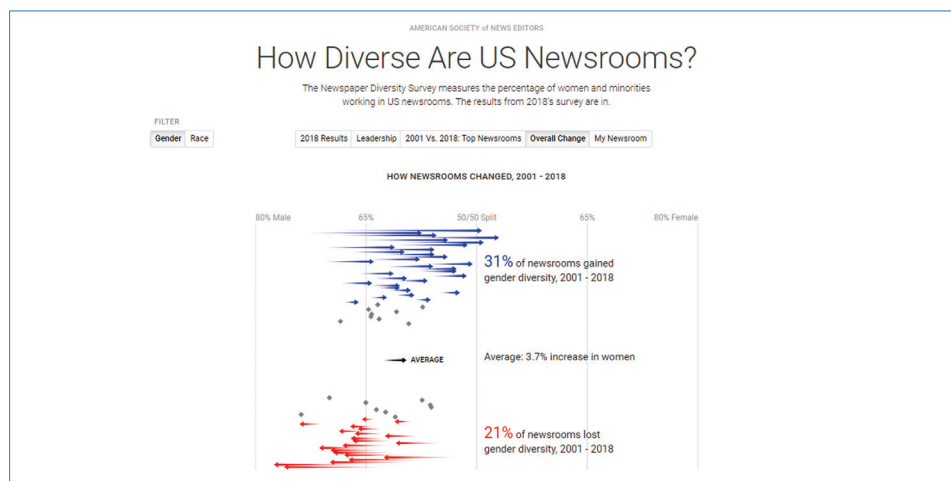 AMERICAN SOCIETY of NEWS EDITORS
How Diverse Are US Newsrooms?
The Newspaper Diversity Survey measures the percentage of women and minorities
working in US newsrooms. The results from 2018's survey are in.
FILTER
Gender Race
2018 Results Leadership 2001 Vs. 2018: Top Newsrooms Overall Change My Newsroom
HOW NEWSROOMS CHANGED, 2001 - 2018
80% Male 65% 50/50 Split 65% 80% Female
31% of newsrooms gained
gender diversity, 2001 - 2018
AVERAGE
Average: 3.7% increase in women
21% of newsrooms lost
gender diversity, 2001 - 2018